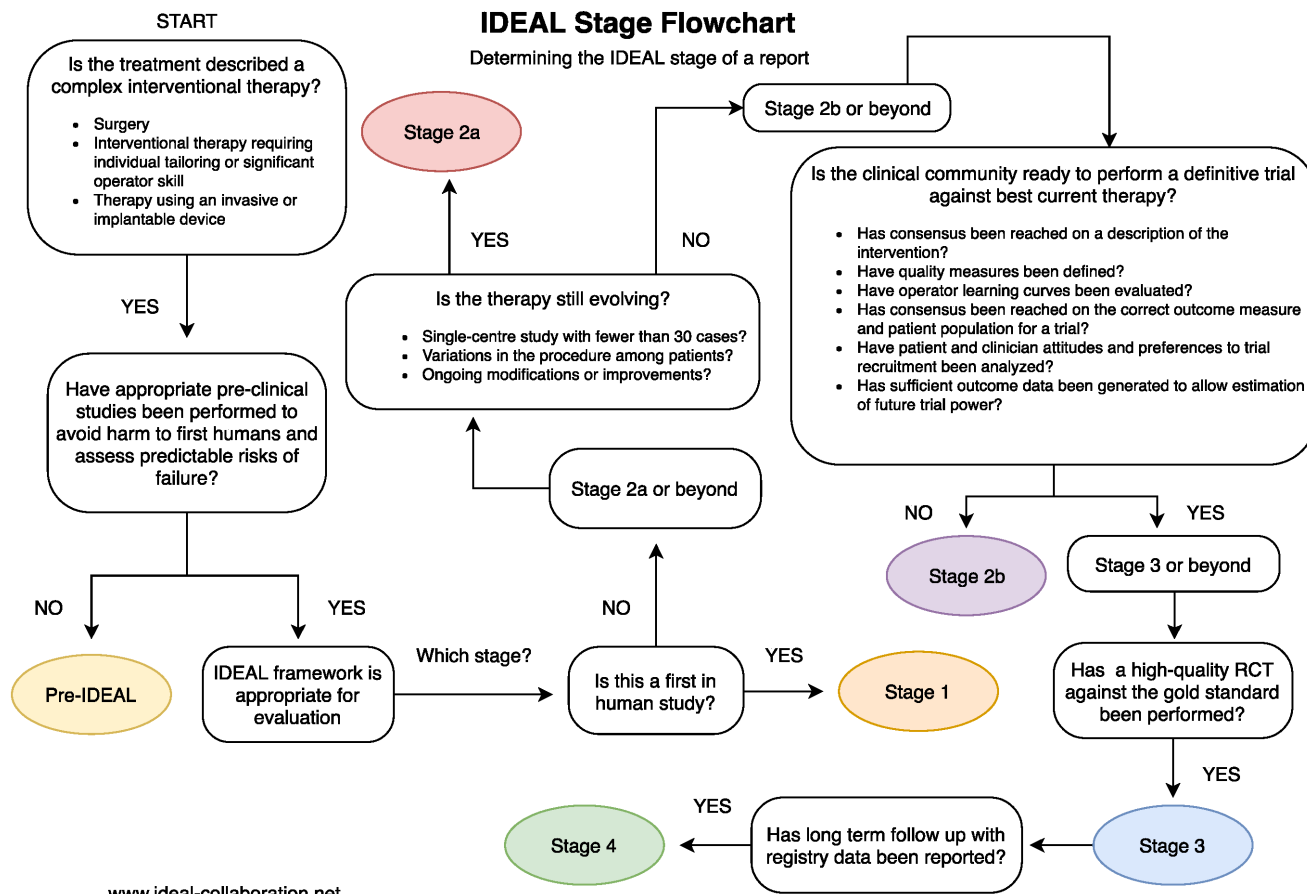 IDEAL Stage Flowchart
Determining the IDEAL stage of a report
START
Is the treatment described a
complex interventional therapy?
• Surgery
• Interventional therapy requiring
individual tailoring or significant
operator skill
• Therapy using an invasive or
implantable device
YES
Have appropriate pre-clinical
studies been performed to
avoid harm to first humans and
assess predictable risks of
failure?
NO
YES
Pre-IDEAL
IDEAL framework is
appropriate for
evaluation
Which stage?
Is this a first in
human study?
YES
Stage 1
NO
Stage 2a or beyond
Is the therapy still evolving?
• Single-centre study with fewer than 30 cases?
• Variations in the procedure among patients?
• Ongoing modifications or improvements?
YES
Stage 2a
NO
Stage 2b or beyond
Is the clinical community ready to perform a definitive trial
against best current therapy?
• Has consensus been reached on a description of the
intervention?
• Have quality measures been defined?
• Have operator learning curves been evaluated?
• Has consensus been reached on the correct outcome measure
and patient population for a trial?
• Have patient and clinician attitudes and preferences to trial
recruitment been analyzed?
• Has sufficient outcome data been generated to allow estimation
of future trial power?
NO
Stage 2b
YES
Stage 3 or beyond
Has a high-quality RCT
against the gold standard
been performed?
YES
Stage 3
Has long term follow up with
registry data been reported?
YES
Stage 4
www.ideal-collaboration.net